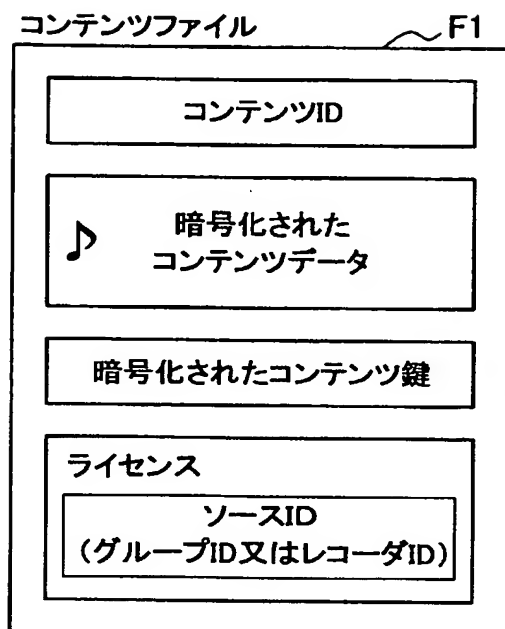 コンテンツファイル F1
コンテンツID
♪ 暗号化された
コンテンツデータ
暗号化されたコンテンツ鍵
ライセンス
ソースID
(グループID又はレコーダID)